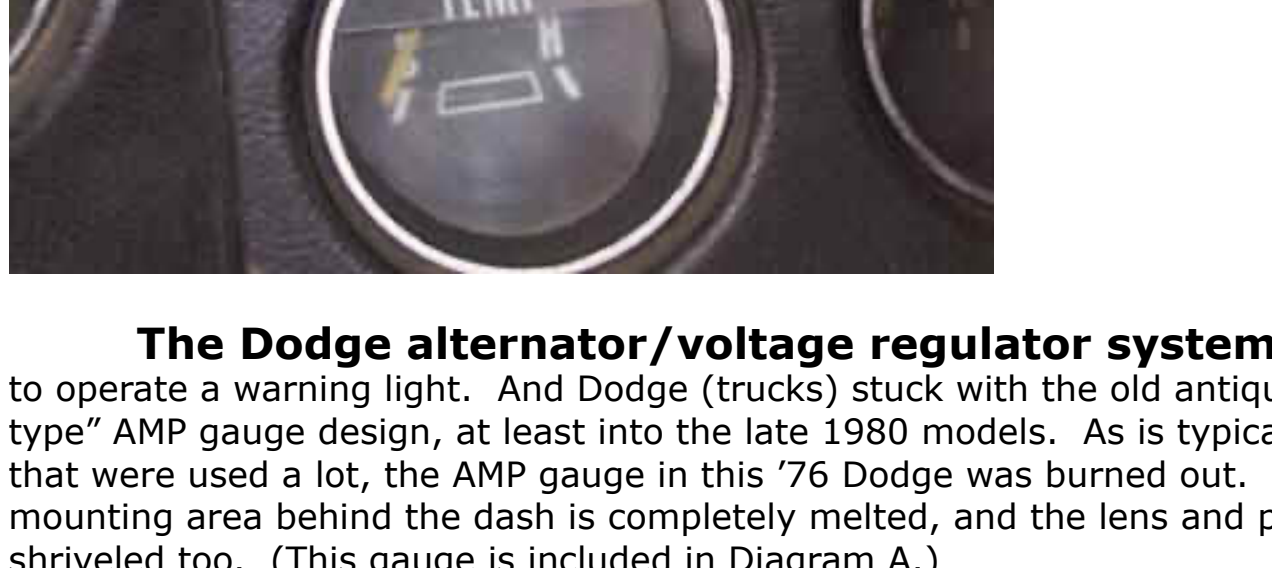 TEMP
C H
The Dodge alternator/voltage regulator system
to operate a warning light.  And Dodge (trucks) stuck with the old
type” AMP gauge design, at least into the late 1980 models.  As is
that were used a lot, the AMP gauge in this ’76 Dodge was burned out.
mounting area behind the dash is completely melted, and the lens and
shriveled too.  (This gauge is included in Diagram A.)